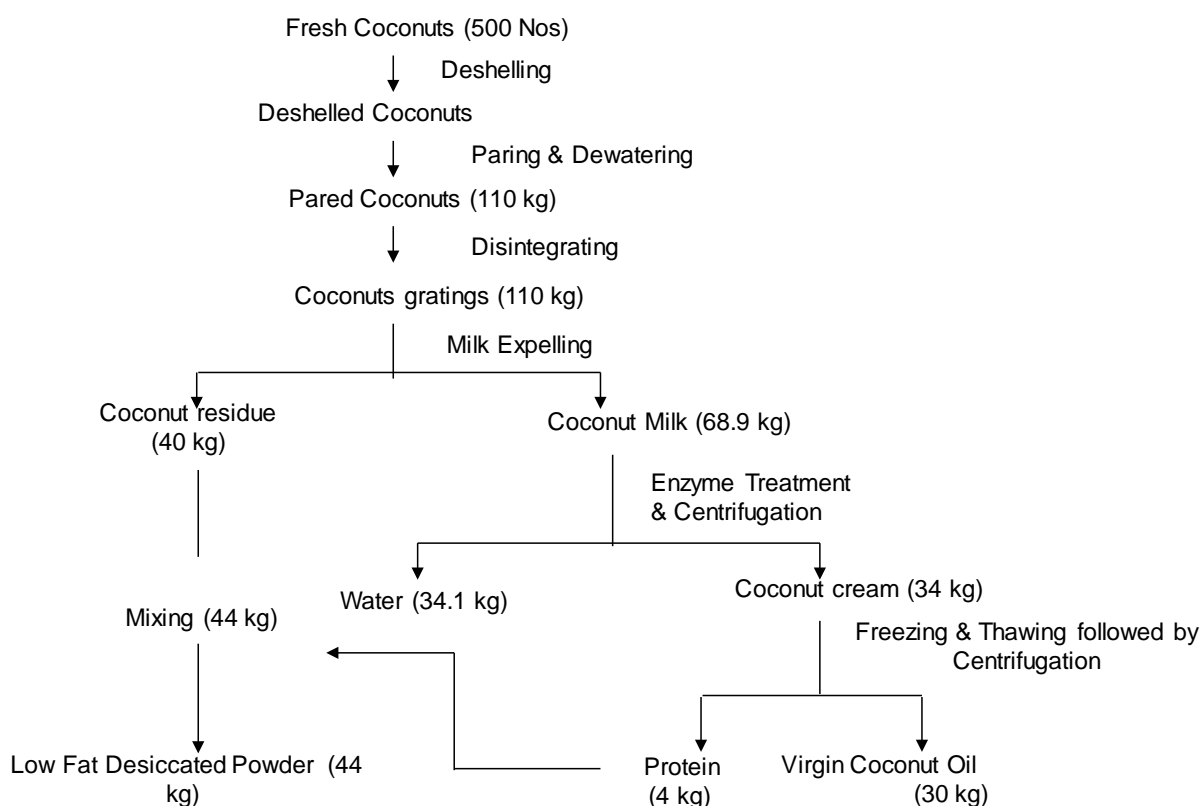 Fresh Coconuts (500 Nos)
Deshelling
Deshelled Coconuts
Paring & Dewatering
Pared Coconuts (110 kg)
Disintegrating
Coconuts gratings (110 kg)
Milk Expelling
Coconut residue
(40 kg)
Coconut Milk (68.9 kg)
Enzyme Treatment
& Centrifugation
Water (34.1 kg)
Coconut cream (34 kg)
Mixing (44 kg)
Freezing & Thawing followed by
Centrifugation
Low Fat Desiccated Powder (44
kg)
Protein
(4 kg)
Virgin Coconut Oil
(30 kg)